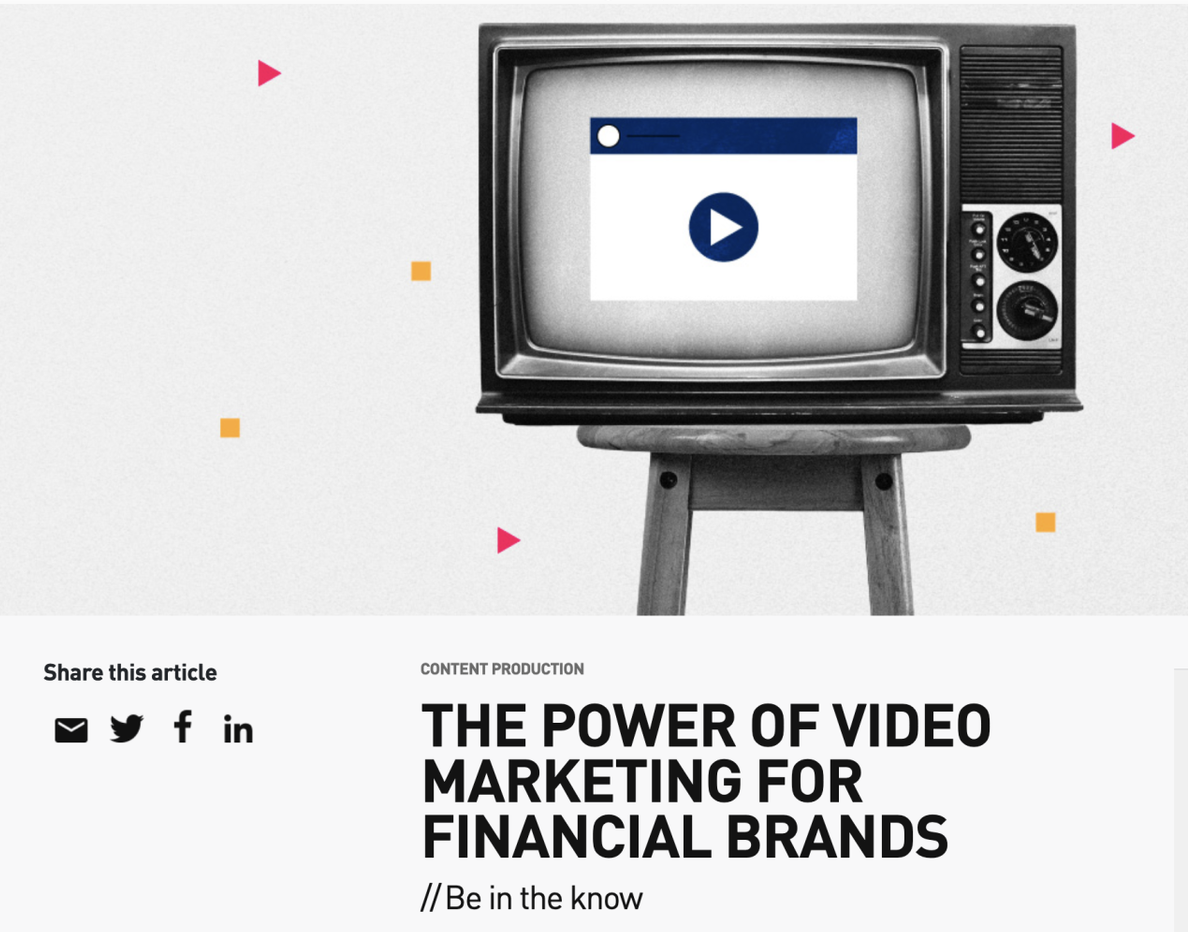 Share this article
CONTENT PRODUCTION
THE POWER OF VIDEO
MARKETING FOR
FINANCIAL BRANDS
//Be in the know